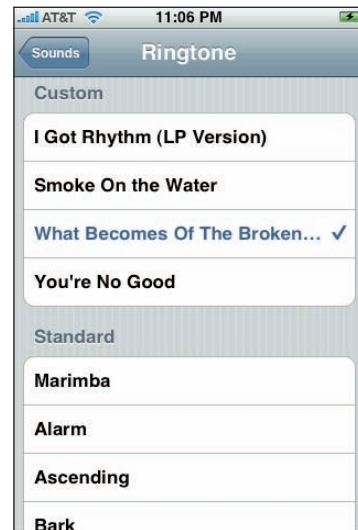 AT&T 11:06 PM
Sounds Ringtone
Custom
I Got Rhythm (LP Version)
Smoke On the Water
What Becomes Of The Broken...
You're No Good
Standard
Marimba
Alarm
Ascending
Bark